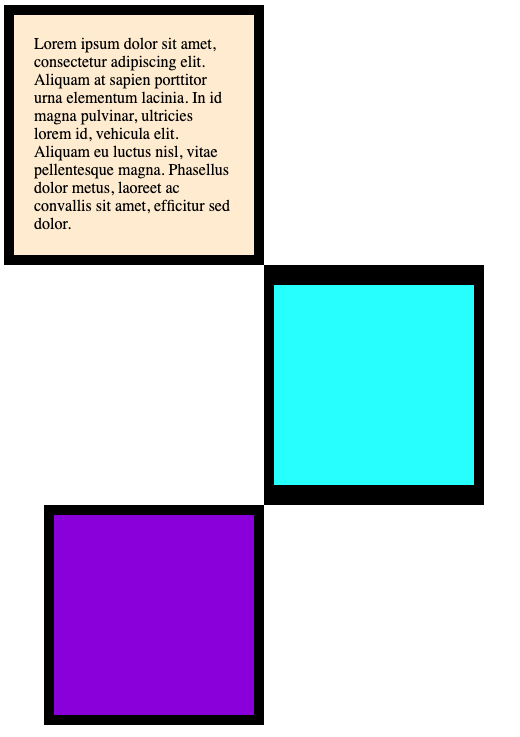 Lorem ipsum dolor sit amet,
consectetur adipiscing elit.
Aliquam at sapien porttitor
urna elementum lacinia. In id
magna pulvinar, ultricies
lorem id, vehicula elit.
Aliquam eu luctus nisl, vitae
pellentesque magna. Phasellus
dolor metus, laoreet ac
convallis sit amet, efficitur sed
dolor.